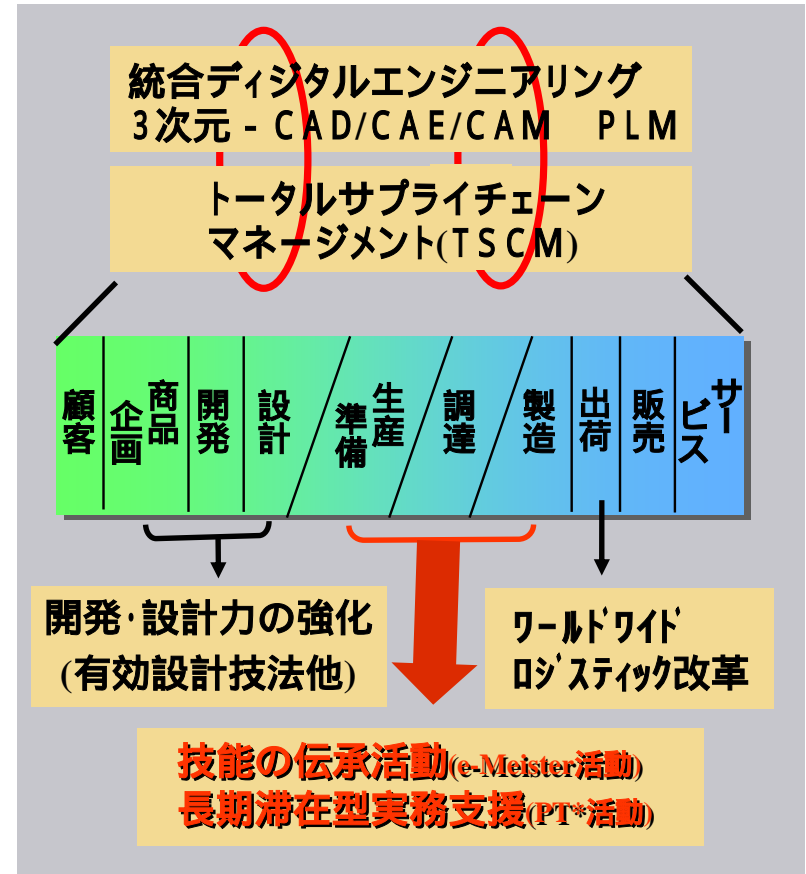 統合ディジタルエンジニアリング
3次元 - CAD/CAE/CAM　PLM
トータルサプライチェーン
マネージメント(TSCM)
顧客
商品
企画
開発
設計
生産
準備
調達
製造
出荷
販売
サー
ビス
開発･設計力の強化
(有効設計技法他)
ﾜｰﾙﾄﾞﾜｲﾄﾞ
ﾛｼﾞｽﾃｨｯｸ改革
技能の伝承活動(e-Meister活動)
長期滞在型実務支援(PT*活動)